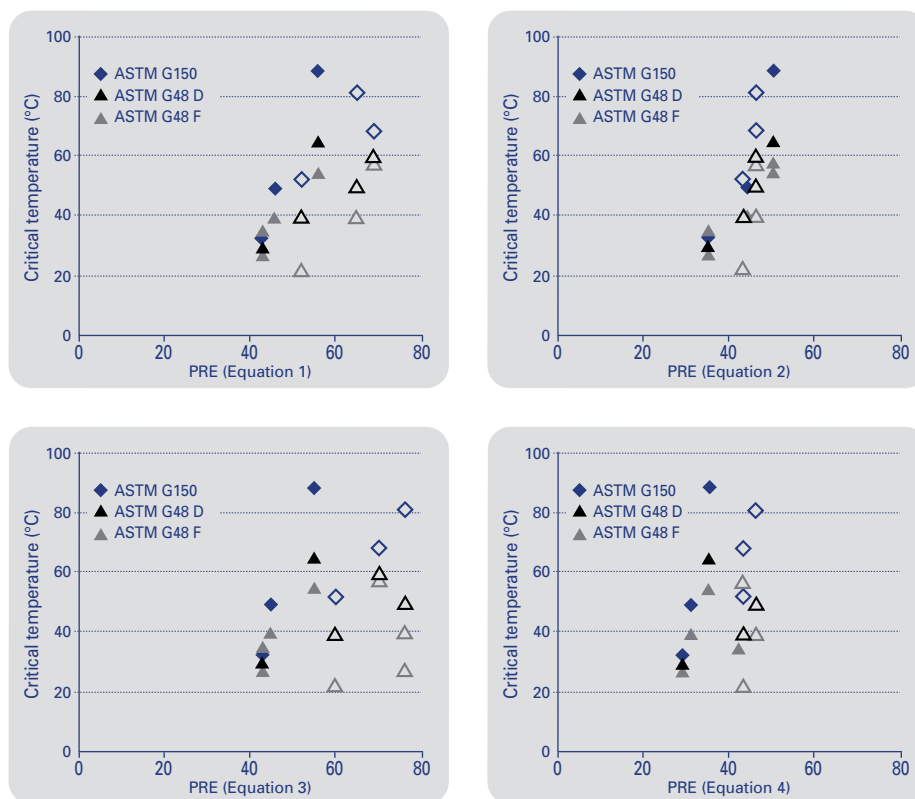 Critical temperature (°C)
100
80
60
40
20
0
ASTM G150
ASTM G48 D
ASTM G48 F
0 20 40 60 80
PRE (Equation 1)
Critical temperature (°C)
100
80
60
40
20
0
ASTM G150
ASTM G48 D
ASTM G48 F
0 20 40 60 80
PRE (Equation 2)
Critical temperature (°C)
100
80
60
40
20
0
ASTM G150
ASTM G48 D
ASTM G48 F
0 20 40 60 80
PRE (Equation 3)
Critical temperature (°C)
100
80
60
40
20
0
ASTM G150
ASTM G48 D
ASTM G48 F
0 20 40 60 80
PRE (Equation 4)